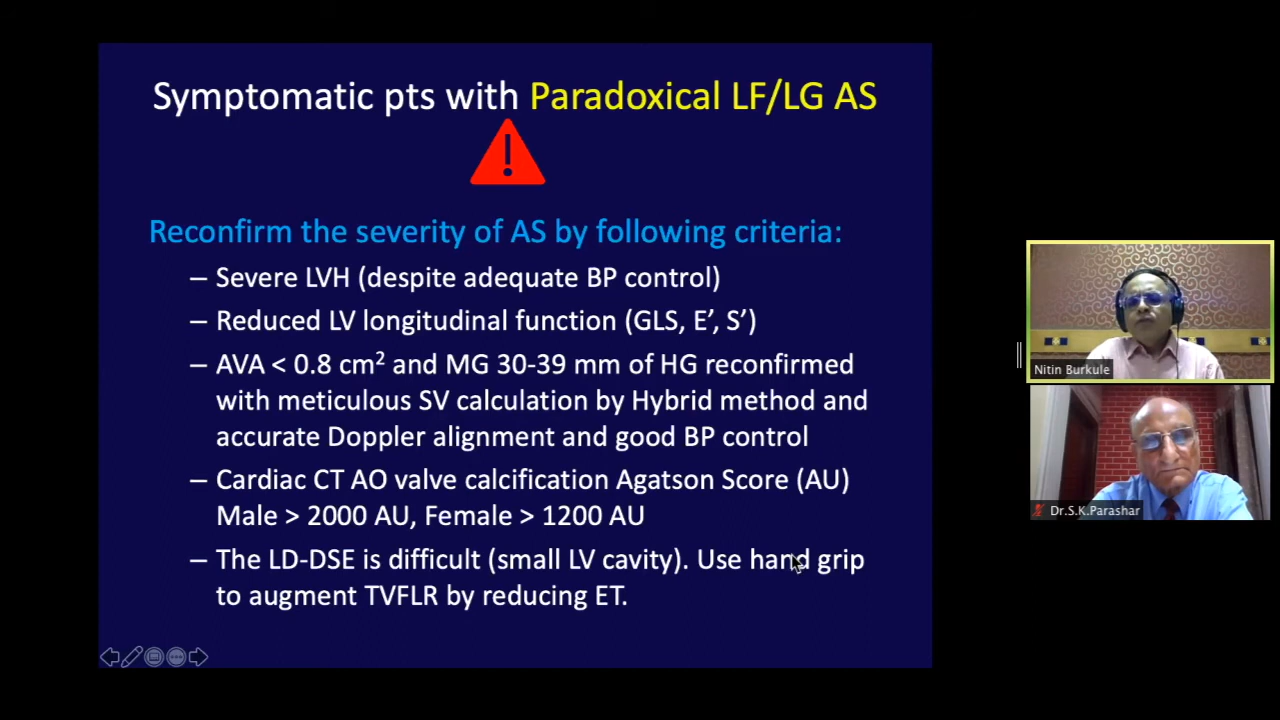 Symptomatic pts with Paradoxical LF/LG AS
!
Reconfirm the severity of AS by following criteria:
– Severe LVH (despite adequate BP control)
– Reduced LV longitudinal function (GLS, E’, S’)
– AVA < 0.8 cm² and MG 30-39 mm of HG reconfirmed
with meticulous SV calculation by Hybrid method and
accurate Doppler alignment and good BP control
– Cardiac CT AO valve calcification Agatson Score (AU)
Male > 2000 AU, Female > 1200 AU
– The LD-DSE is difficult (small LV cavity). Use hand grip
to augment TVFLR by reducing ET.
Nitin Burkule
Dr.S.K.Parashar